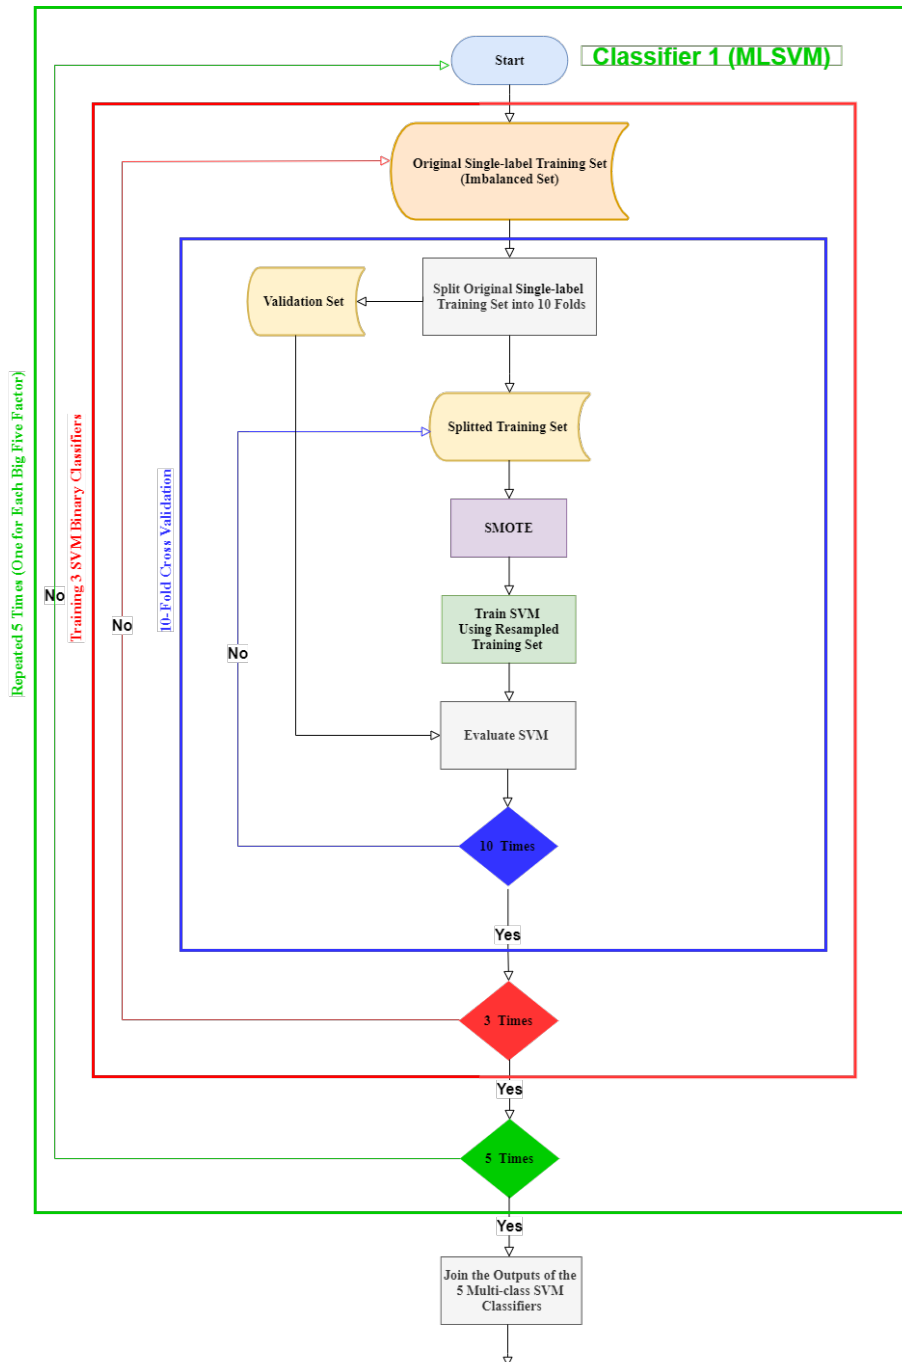 Start
Classifier 1 (MLSVM)
Original Single-label Training Set
(Imbalanced Set)
Split Original Single-label
Training Set into 10 Folds
Validation Set
Splitted Training Set
SMOTE
Train SVM
Using Resampled
Training Set
Evaluate SVM
10 Times
No
Yes
10-Fold Cross Validation
3 Times
No
Yes
Training 3 SVM Binary Classifiers
5 Times
No
Yes
Repeated 5 Times (One for Each Big Five Factor)
Join the Outputs of the
5 Multi-class SVM
Classifiers